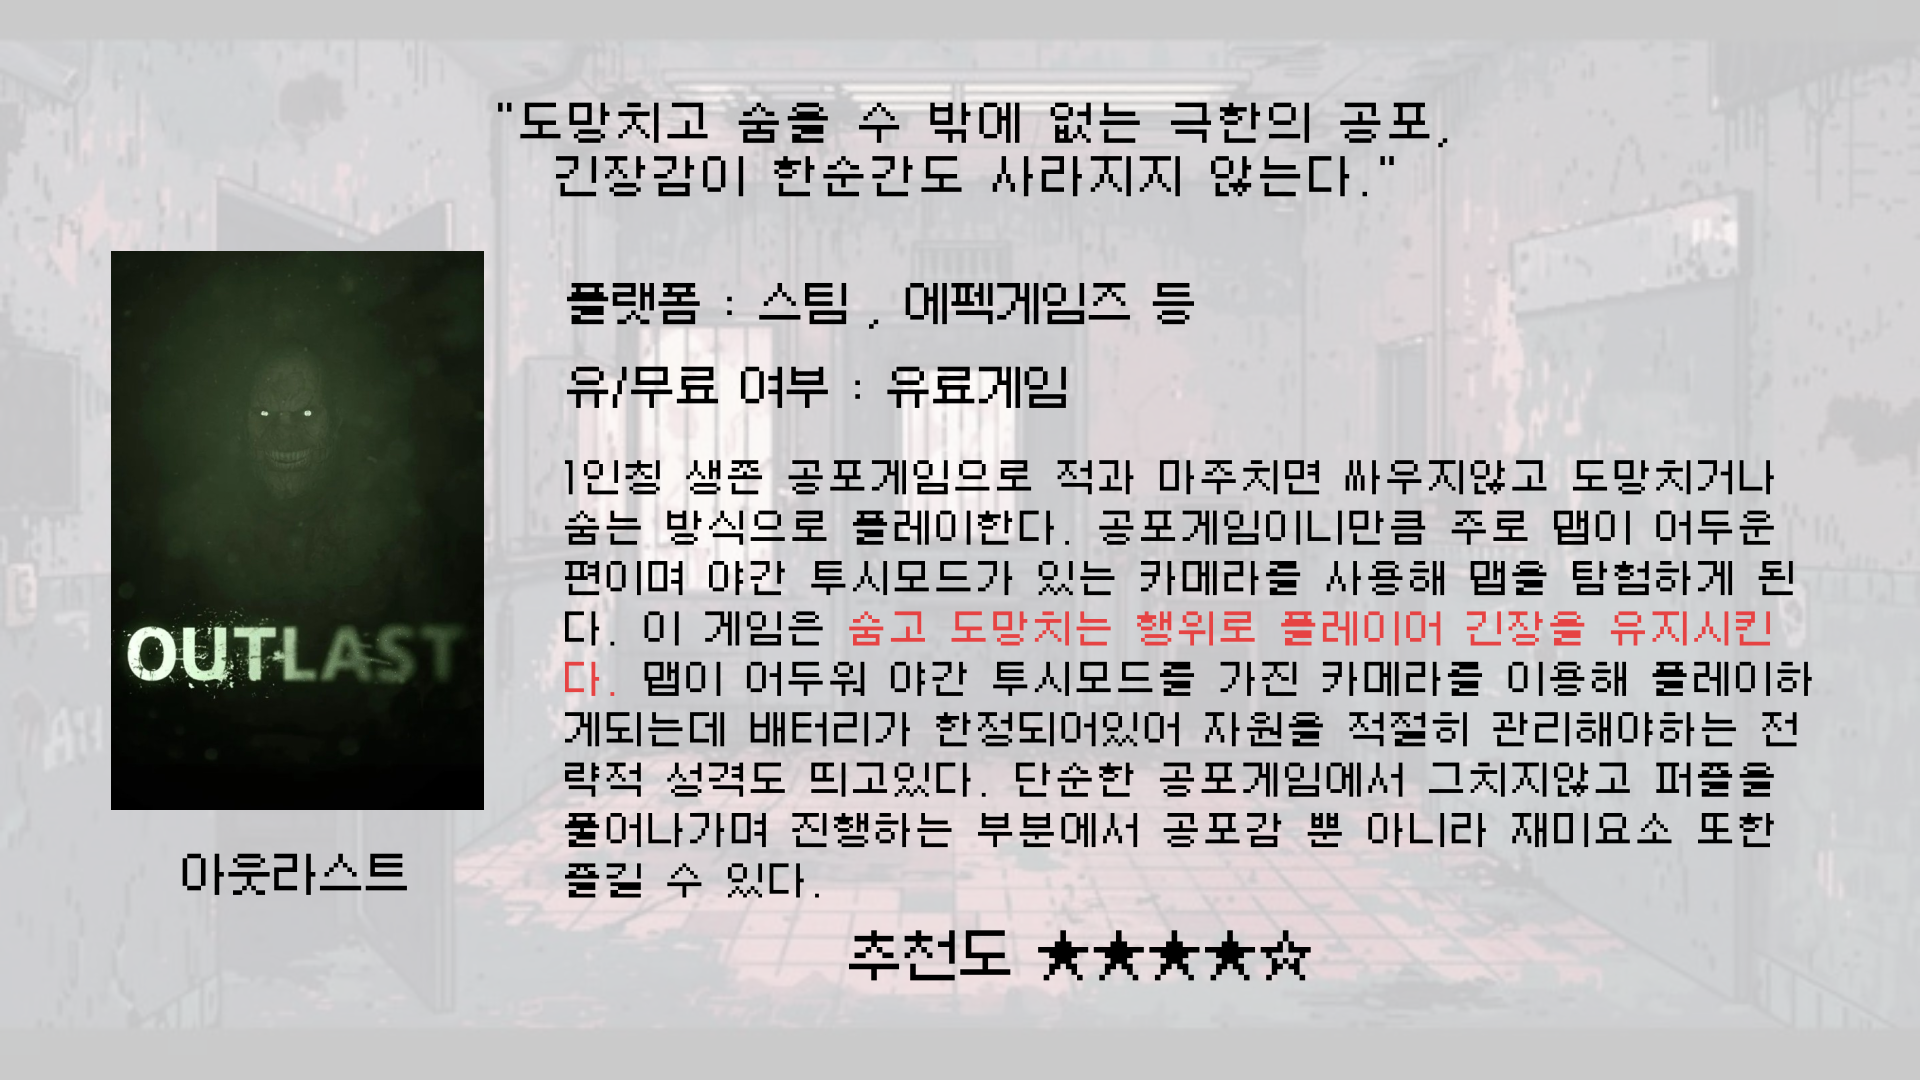 "도망치고 숨을 수 밖에 없는 극한의 공포,
긴장감이 한순간도 사라지지 않는다."
플랫폼 : 스팀 , 에펙게임즈 등
유/무료 여부 : 유료게임
OUTLAST
아웃라스트
1인칭 생존 공포게임으로 적과 마주치면 싸우지않고 도망치거나
숨는 방식으로 플레이한다. 공포게임이니만큼 주로 맵이 어두운
편이며 야간 투시모드가 있는 카메라를 사용해 맵을 탐험하게 된
다. 이 게임은 숨고 도망치는 행위로 플레이어 긴장을 유지시킨
다. 맵이 어두워 야간 투시모드를 가진 카메라를 이용해 플레이하
게되는데 배터리가 한정되어있어 자원을 적절히 관리해야하는 전
략적 성격도 띄고있다. 단순한 공포게임에서 그치지않고 퍼즐을
풀어나가며 진행하는 부분에서 공포감 뿐 아니라 재미요소 또한
즐길 수 있다.
추천도 ★★★★☆